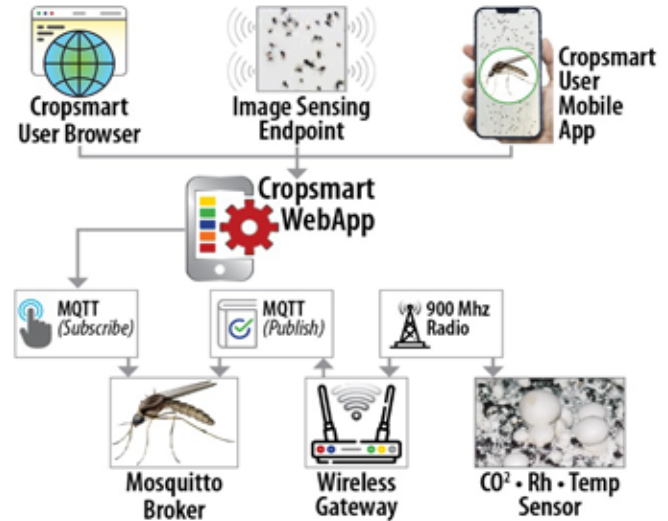 Cropsmart
User Browser
Image Sensing
Endpoint
Cropsmart
User
Mobile
App
Cropsmart
WebApp
MQTT
(Subscribe)
MQTT
(Publish)
900 Mhz
Radio
Mosquitto
Broker
Wireless
Gateway
CO² • Rh • Temp
Sensor